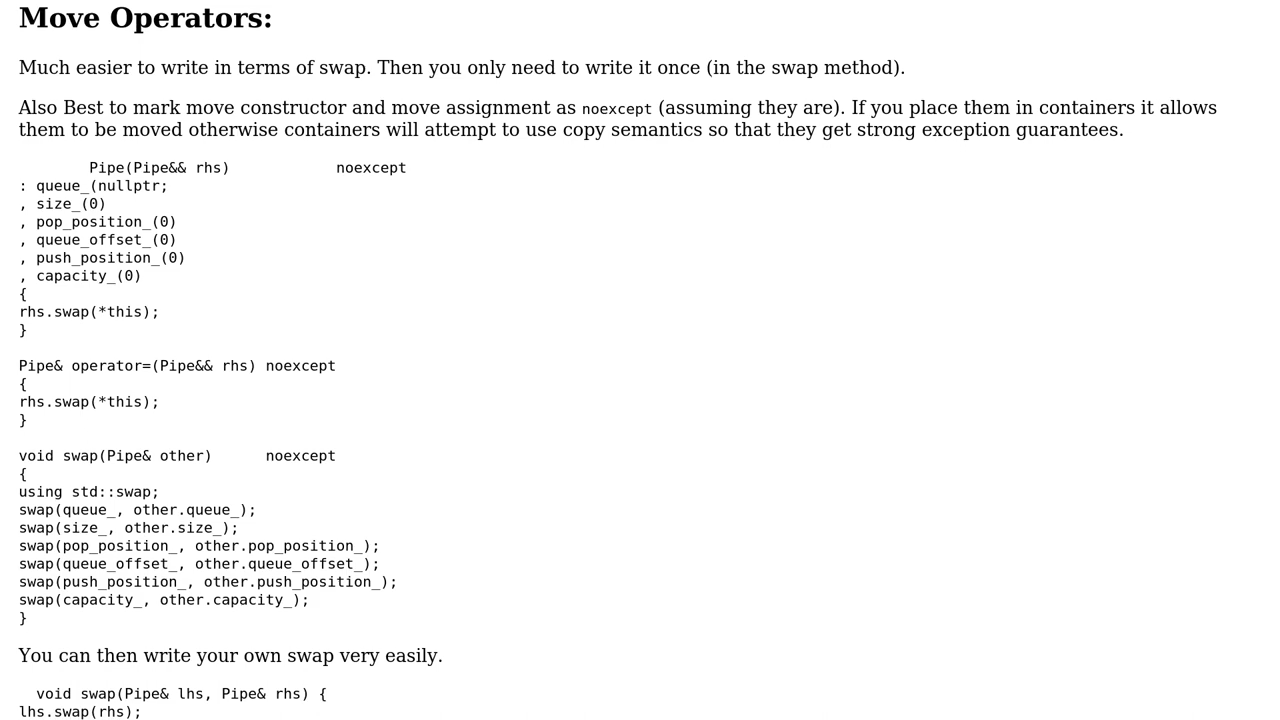 Move Operators:
Much easier to write in terms of swap. Then you only need to write it once (in the swap method).
Also Best to mark move constructor and move assignment as noexcept (assuming they are). If you place them in containers it allows
them to be moved otherwise containers will attempt to use copy semantics so that they get strong exception guarantees.
        Pipe(Pipe&& rhs)            noexcept
: queue_(nullptr;
, size_(0)
, pop_position_(0)
, queue_offset_(0)
, push_position_(0)
, capacity_(0)
{
rhs.swap(*this);
}
Pipe& operator=(Pipe&& rhs) noexcept
{
rhs.swap(*this);
}
void swap(Pipe& other)      noexcept
{
using std::swap;
swap(queue_, other.queue_);
swap(size_, other.size_);
swap(pop_position_, other.pop_position_);
swap(queue_offset_, other.queue_offset_);
swap(push_position_, other.push_position_);
swap(capacity_, other.capacity_);
}
You can then write your own swap very easily.
  void swap(Pipe& lhs, Pipe& rhs) {
lhs.swap(rhs);